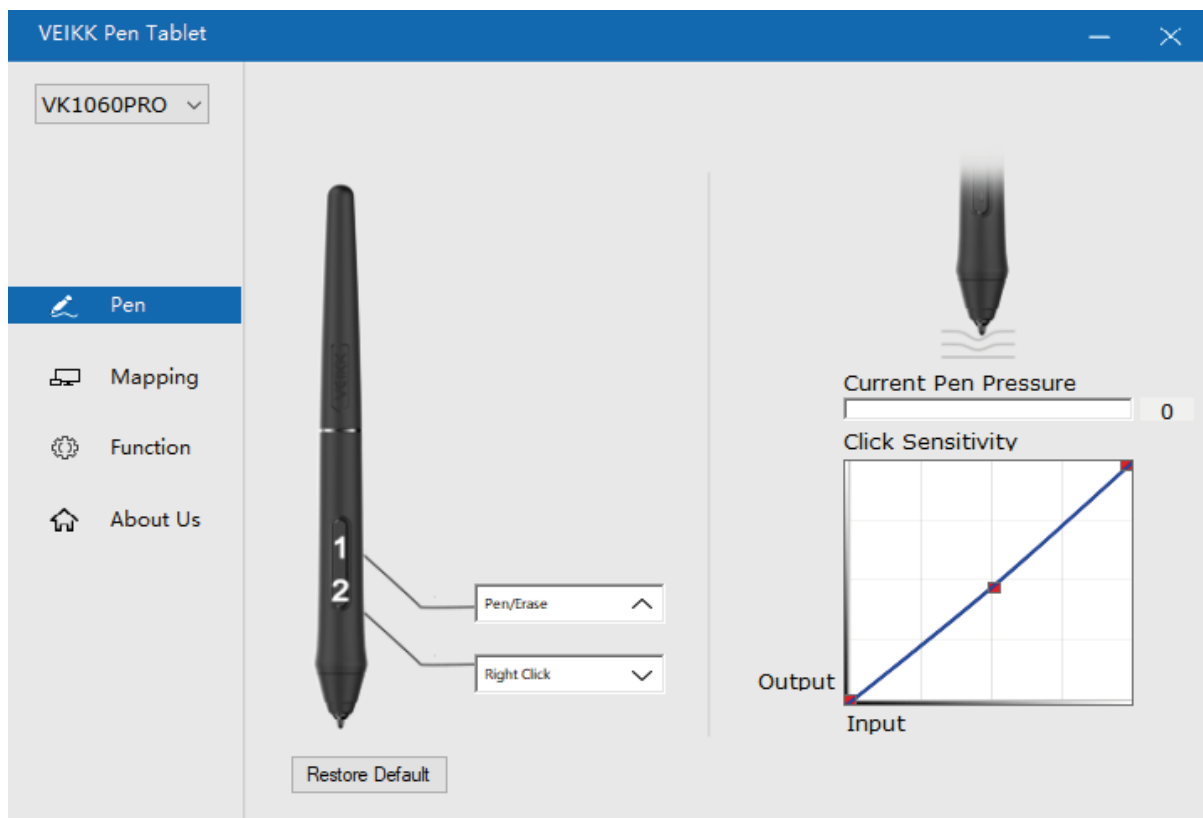 VEIKK Pen Tablet
VK1060PRO
Pen
Mapping
Function
About Us
VEIKK
1
2
Pen/Erase
Right Click
Restore Default
Current Pen Pressure
0
Click Sensitivity
Output
Input